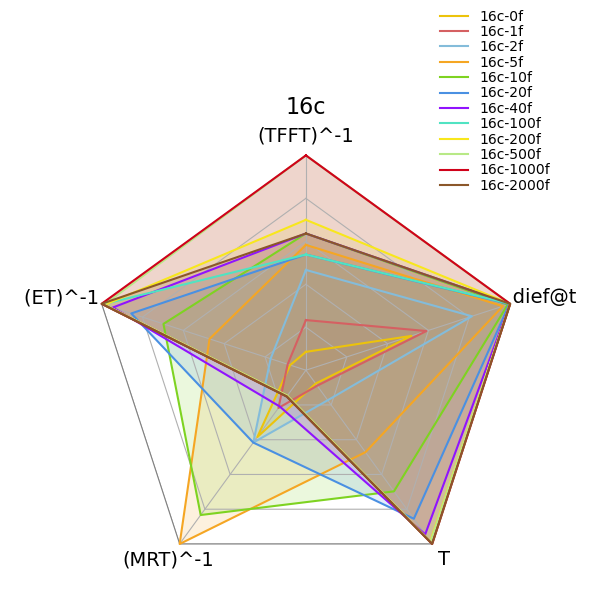 16c-0f
16c-1f
16c-2f
16c-5f
16c-10f
16c-20f
16c-40f
16c-100f
16c-200f
16c-500f
16c-1000f
16c-2000f
16c
(TFFT)^-1
(ET)^-1
dief@t
(MRT)^-1
T